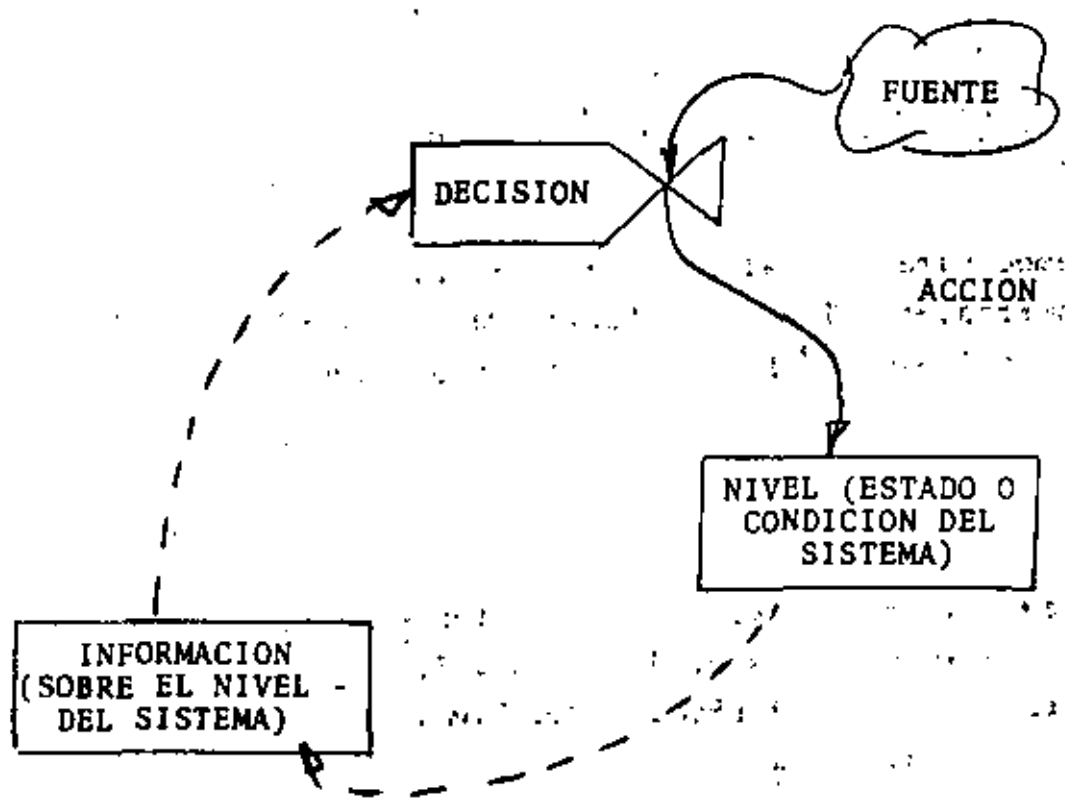 FUENTE
DECISION
ACCION
NIVEL (ESTADO O
CONDICION DEL
SISTEMA)
INFORMACION
(SOBRE EL NIVEL -
DEL SISTEMA)